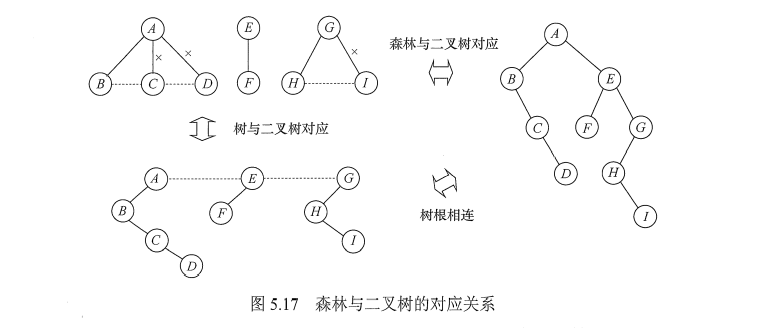 A E G 森林与二叉树对应 A
× × × B E
B C D F H I
树与二叉树对应 C F G
A E G D H
B F H 树根相连 I
C I
D
图 5.17 森林与二叉树的对应关系